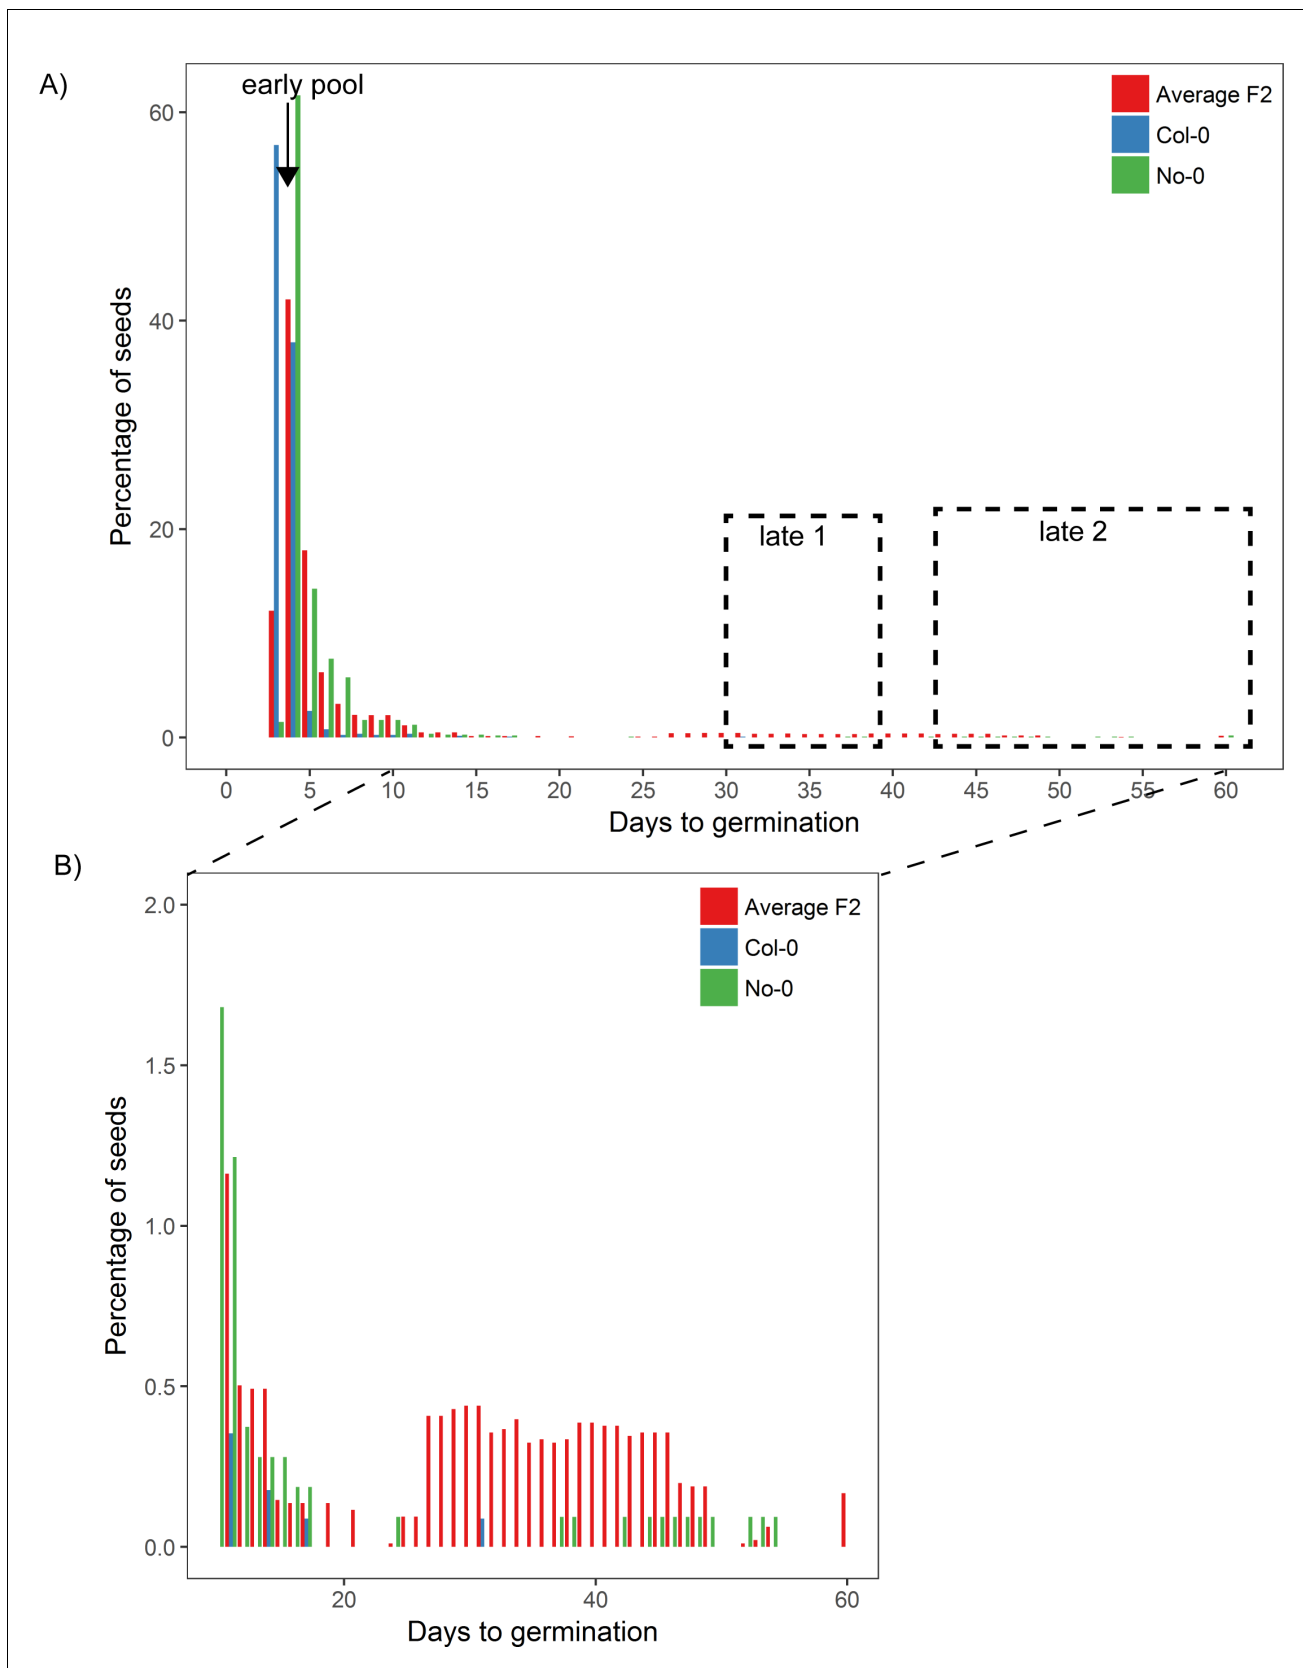 A)
early pool
Average F2
Col-0
No-0
60
40
20
0
Percentage of seeds
late 1
late 2
0 5 10 15 20 25 30 35 40 45 50 55 60
Days to germination
B)
Average F2
Col-0
No-0
2.0
1.5
1.0
0.5
0.0
Percentage of seeds
20 40 60
Days to germination